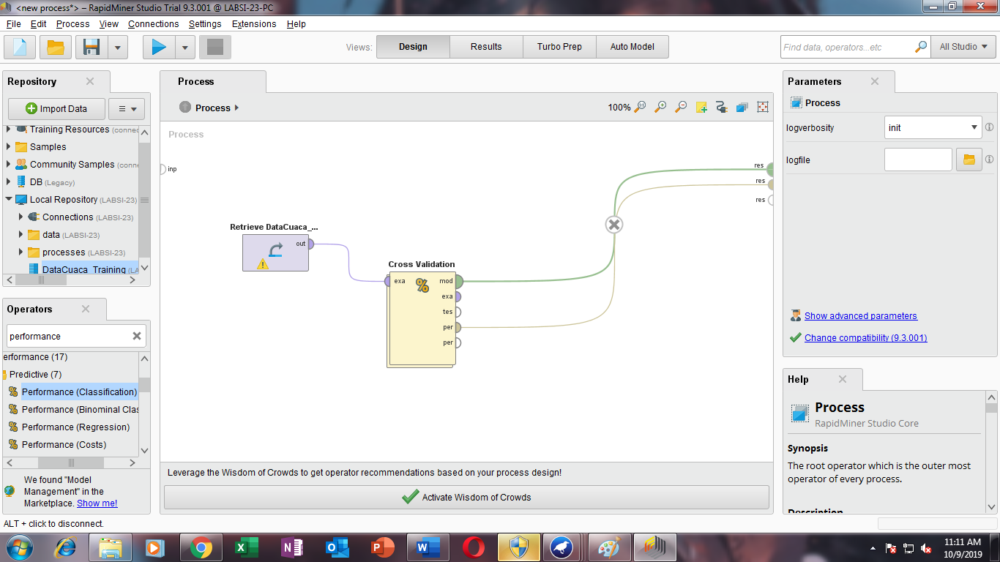 <new process*> – RapidMiner Studio Trial 9.3.001 @ LABSI-23-PC
File Edit Process View Connections Settings Extensions Help
Views: Design Results Turbo Prep Auto Model
Find data, operators...etc
All Studio
Repository
Import Data
Training Resources (connec
Samples
Community Samples (conne
DB (Legacy)
Local Repository (LABSI-23)
Connections (LABSI-23)
data (LABSI-23)
processes (LABSI-23)
DataCuaca_Training (LA
Operators
performance
erformance (17)
Predictive (7)
Performance (Classification)
Performance (Binominal Clas
Performance (Regression)
Performance (Costs)
We found "Model
Management" in the
Marketplace. Show me!
Process
Process
100%
Process
inp
res
res
res
Retrieve DataCuaca_...
out
Cross Validation
exa
%
mod
exa
tes
per
per
Leverage the Wisdom of Crowds to get operator recommendations based on your process design!
Activate Wisdom of Crowds
Parameters
Process
logverbosity
init
logfile
Show advanced parameters
Change compatibility (9.3.001)
Help
Process
RapidMiner Studio Core
Synopsis
The root operator which is the outer most
operator of every process.
Description
ALT + click to disconnect.
11:11 AM
10/9/2019